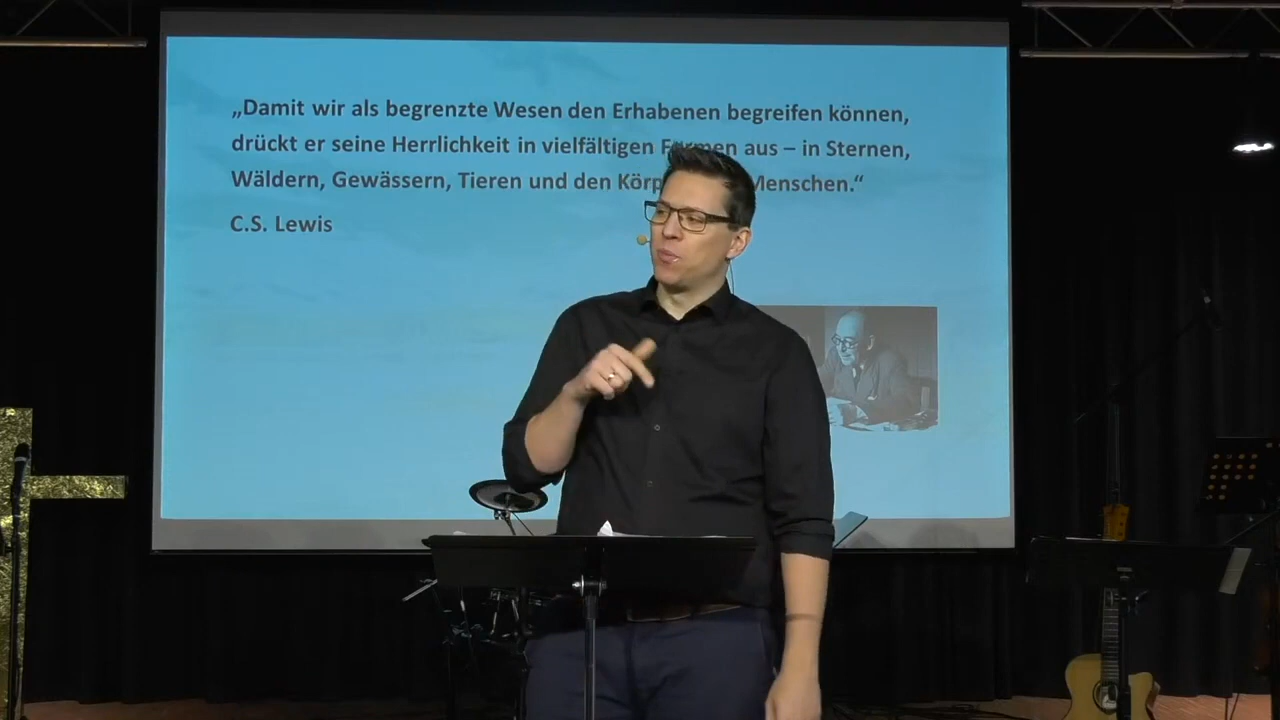 „Damit wir als begrenzte Wesen den Erhabenen begreifen können,
drückt er seine Herrlichkeit in vielfältigen Formen aus – in Sternen,
Wäldern, Gewässern, Tieren und den Menschen.“
C.S. Lewis